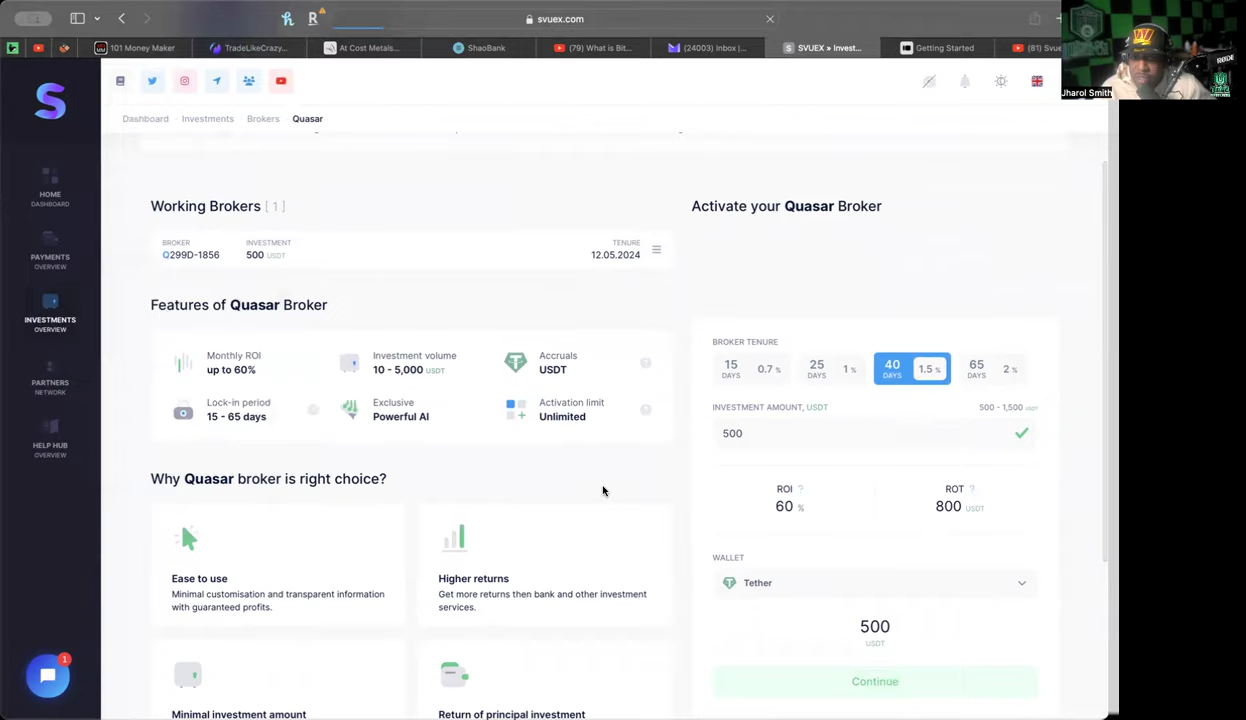 svuex.com
101 Money Maker
TradeLikeCrazy...
At Cost Metals...
ShaoBank
(79) What is Bit...
(24003) Inbox |...
SVUEX » Invest...
Getting Started
(81) Svue
RØDE
Jharol Smith
Dashboard
Investments
Brokers
Quasar
HOME
DASHBOARD
PAYMENTS
OVERVIEW
INVESTMENTS
OVERVIEW
PARTNERS
NETWORK
HELP HUB
OVERVIEW
1
Working Brokers [ 1 ]
BROKER
Q299D-1856
INVESTMENT
500 USDT
TENURE
12.05.2024
Features of Quasar Broker
Monthly ROI
up to 60%
Investment volume
10 - 5,000 USDT
Accruals
USDT
Lock-in period
15 - 65 days
Exclusive
Powerful AI
Activation limit
Unlimited
Why Quasar broker is right choice?
Ease to use
Minimal customisation and transparent information
with guaranteed profits.
Higher returns
Get more returns then bank and other investment
services.
Minimal investment amount
Return of principal investment
Activate your Quasar Broker
BROKER TENURE
15
DAYS
0.7 %
25
DAYS
1 %
40
DAYS
1.5 %
65
DAYS
2 %
INVESTMENT AMOUNT, USDT
500 - 1,500 USDT
500
ROI ?
60 %
ROT ?
800 USDT
WALLET
Tether
500
USDT
Continue